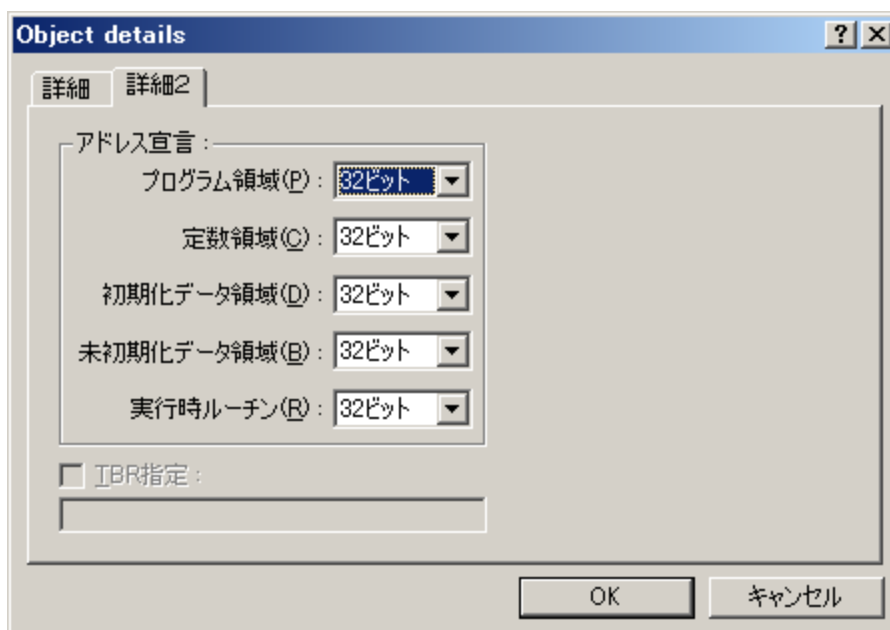 Object details
詳細 詳細2
アドレス宣言 :
プログラム領域(P) : 32ビット
定数領域(C) : 32ビット
初期化データ領域(D) : 32ビット
未初期化データ領域(B) : 32ビット
実行時ルーチン(R) : 32ビット
TBR指定 :
OK キャンセル